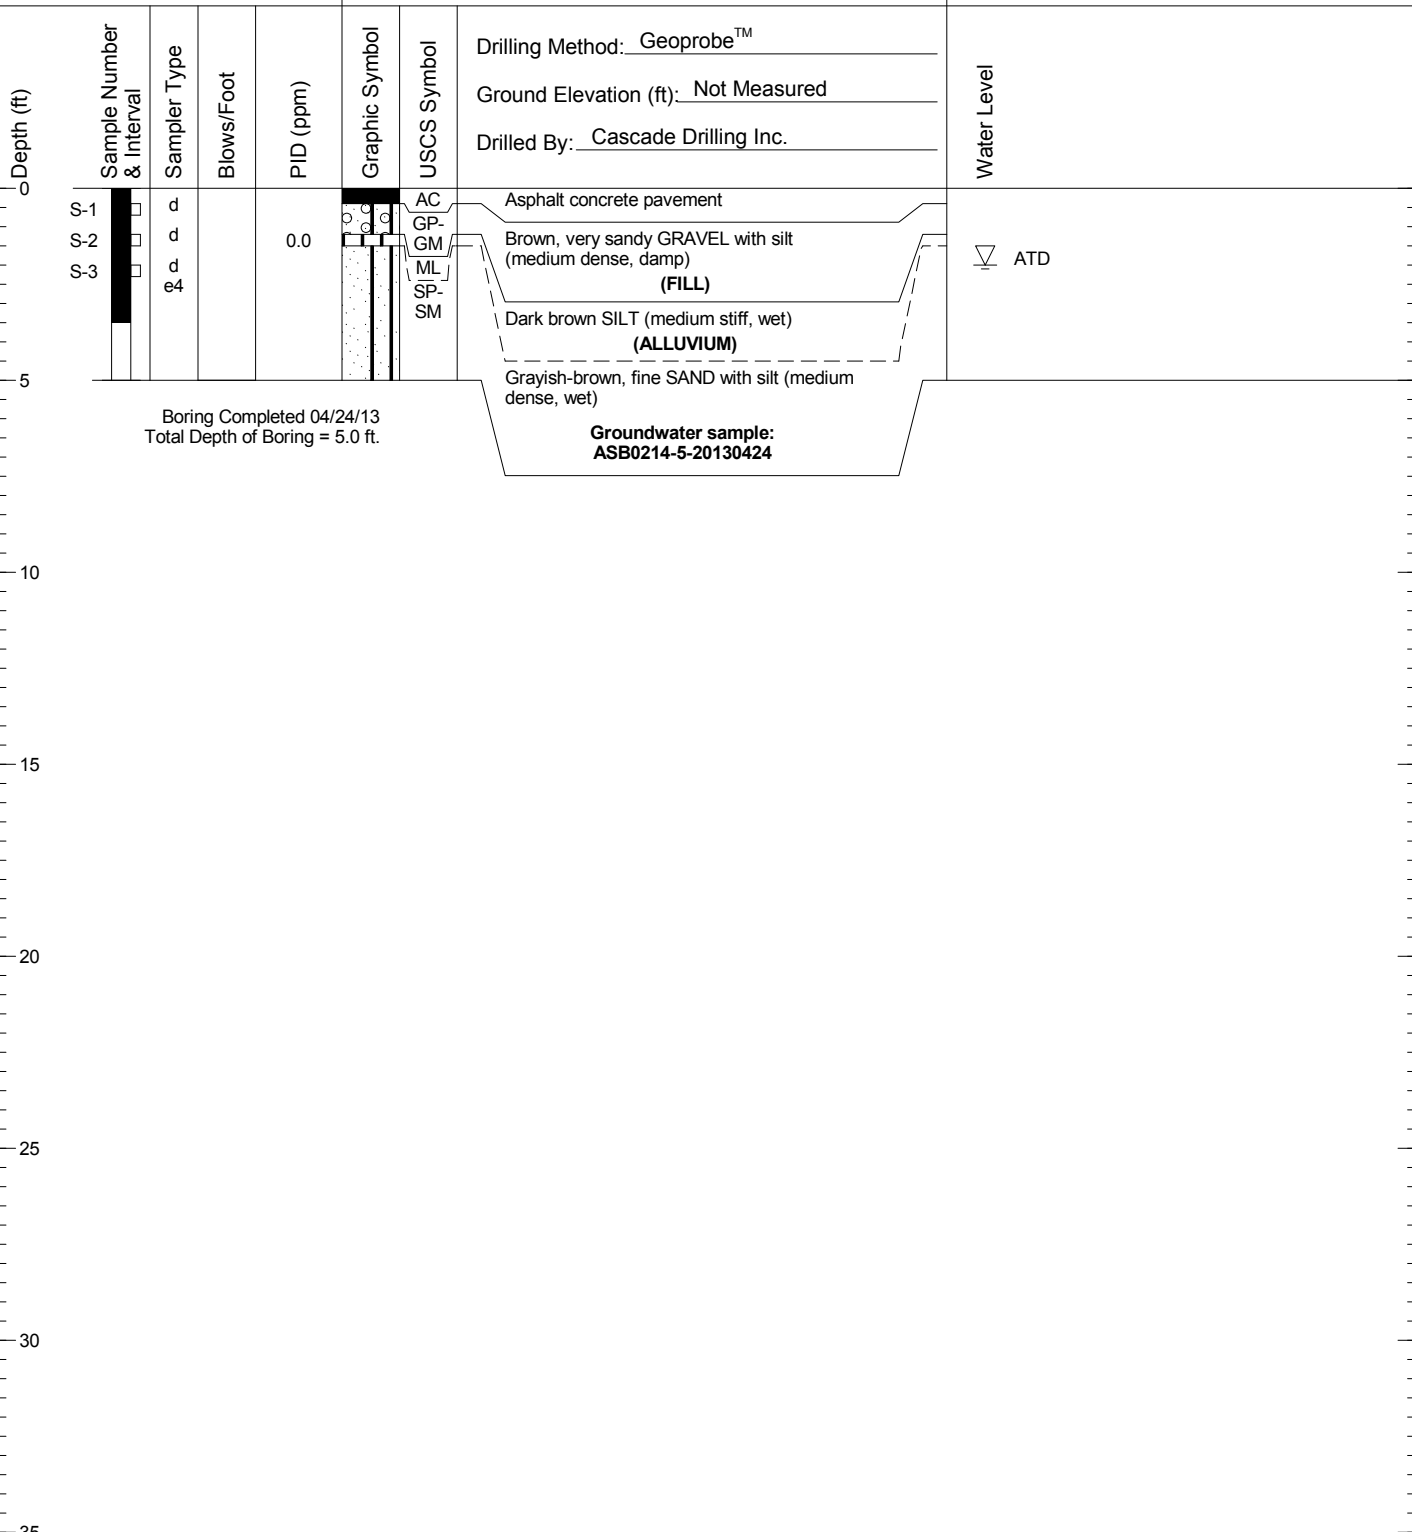 Depth (ft)
Sample Number
& Interval
Sampler Type
Blows/Foot
PID (ppm)
Graphic Symbol
USCS Symbol
Drilling Method: Geoprobe™
Ground Elevation (ft): Not Measured
Drilled By: Cascade Drilling Inc.
Water Level
0
S-1
d
AC
Asphalt concrete pavement
S-2
d
0.0
GP-
GM
Brown, very sandy GRAVEL with silt
(medium dense, damp)
(FILL)
ATD
S-3
d
e4
ML
SP-
SM
Dark brown SILT (medium stiff, wet)
(ALLUVIUM)
5
Grayish-brown, fine SAND with silt (medium
dense, wet)
Boring Completed 04/24/13
Total Depth of Boring = 5.0 ft.
Groundwater sample:
ASB0214-5-20130424
10
15
20
25
30
35